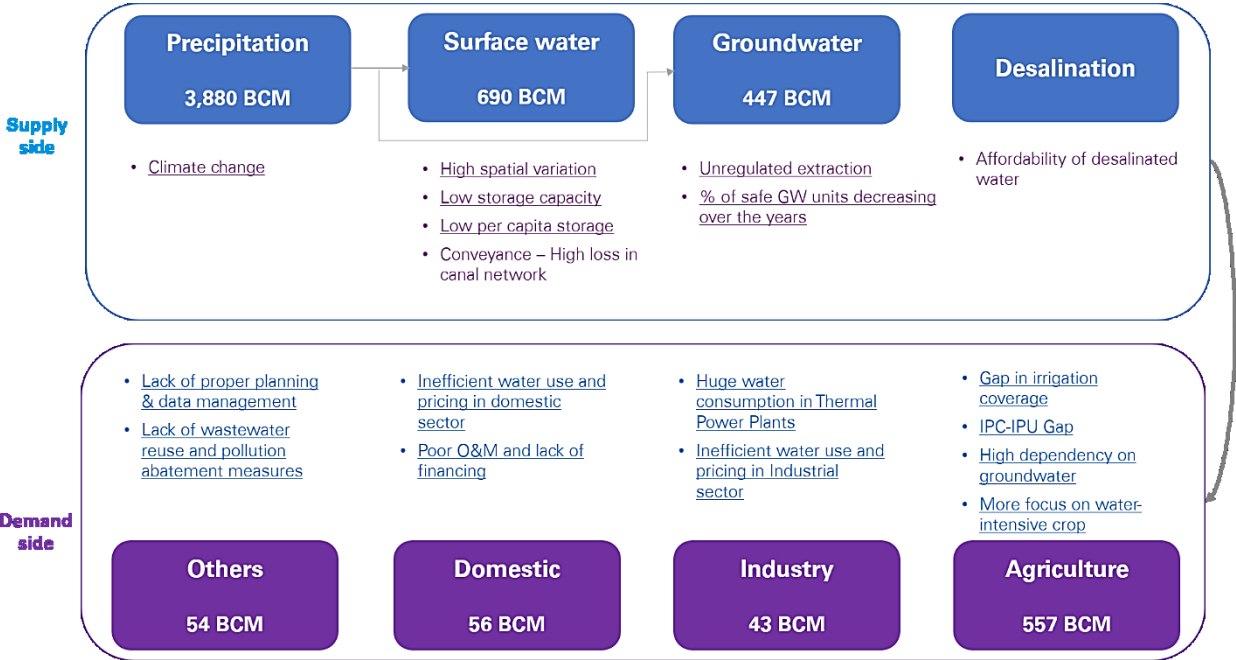 Supply
side
Precipitation
3,880 BCM
• Climate change
Surface water
690 BCM
• High spatial variation
• Low storage capacity
• Low per capita storage
• Conveyance – High loss in
canal network
Groundwater
447 BCM
• Unregulated extraction
• % of safe GW units decreasing
over the years
Desalination
• Affordability of desalinated
water
Demand
side
• Lack of proper planning
& data management
• Lack of wastewater
reuse and pollution
abatement measures
Others
54 BCM
• Inefficient water use and
pricing in domestic
sector
• Poor O&M and lack of
financing
Domestic
56 BCM
• Huge water
consumption in Thermal
Power Plants
• Inefficient water use and
pricing in Industrial
sector
Industry
43 BCM
• Gap in irrigation
coverage
• IPC-IPU Gap
• High dependency on
groundwater
• More focus on water-
intensive crop
Agriculture
557 BCM